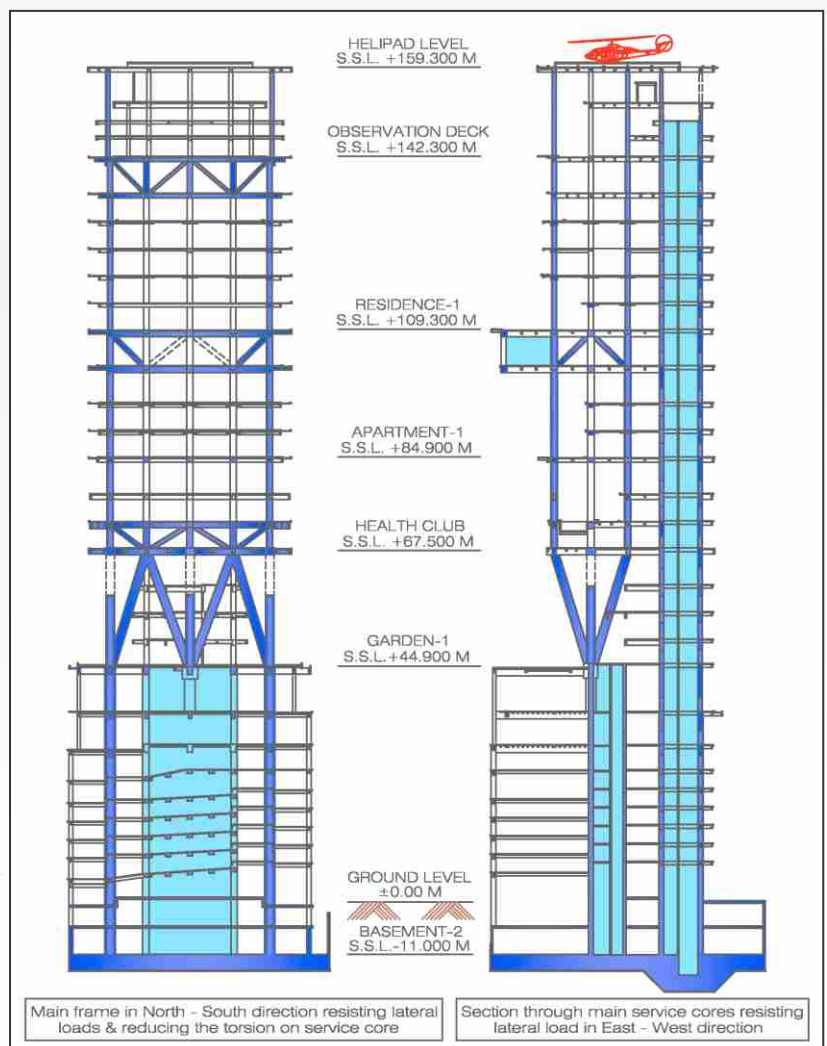 HELIPAD LEVEL
S.S.L. +159.300 M
OBSERVATION DECK
S.S.L. +142.300 M
RESIDENCE-1
S.S.L. +109.300 M
APARTMENT-1
S.S.L. +84.900 M
HEALTH CLUB
S.S.L. +67.500 M
GARDEN-1
S.S.L.+44.900 M
GROUND LEVEL
±0.00 M
BASEMENT-2
S.S.L.-11.000 M
Main frame in North - South direction resisting lateral
loads & reducing the torsion on service core
Section through main service cores resisting
lateral load in East - West direction